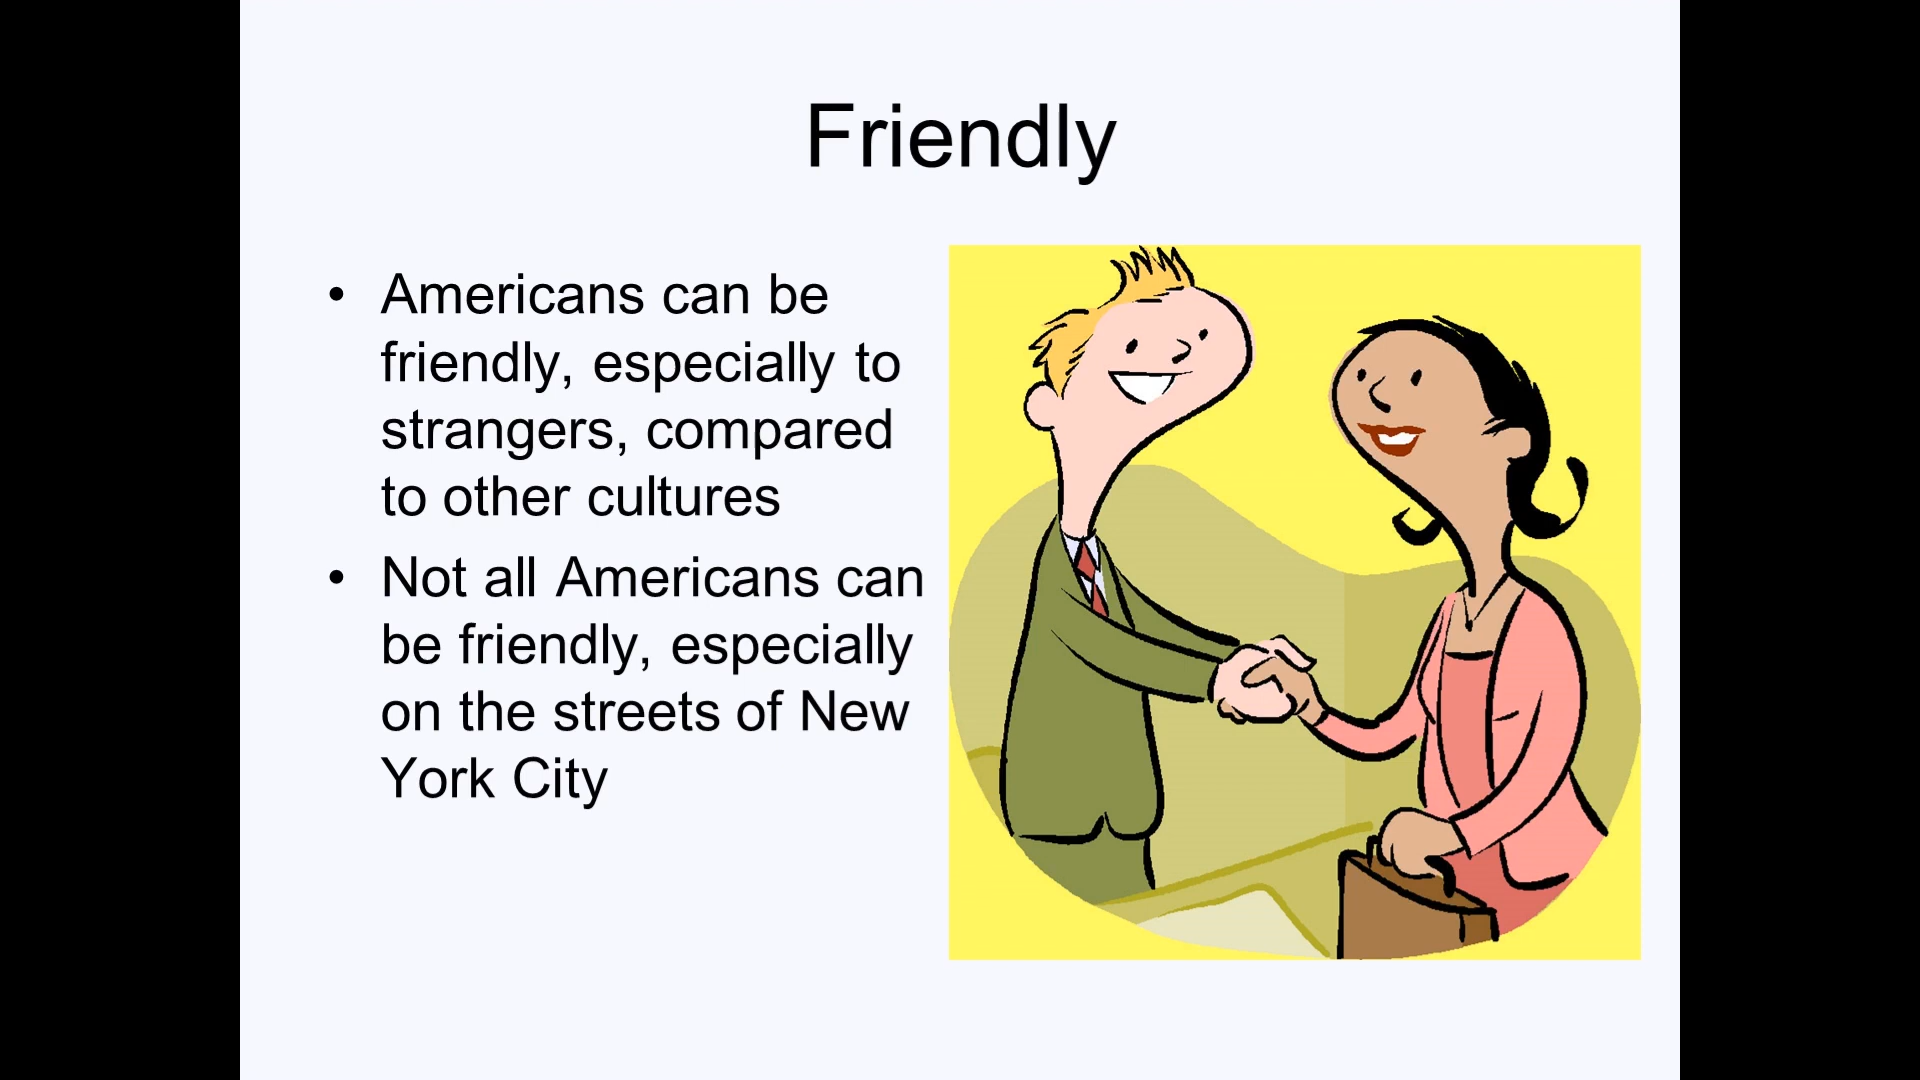 Friendly
• Americans can be
friendly, especially to
strangers, compared
to other cultures
• Not all Americans can
be friendly, especially
on the streets of New
York City